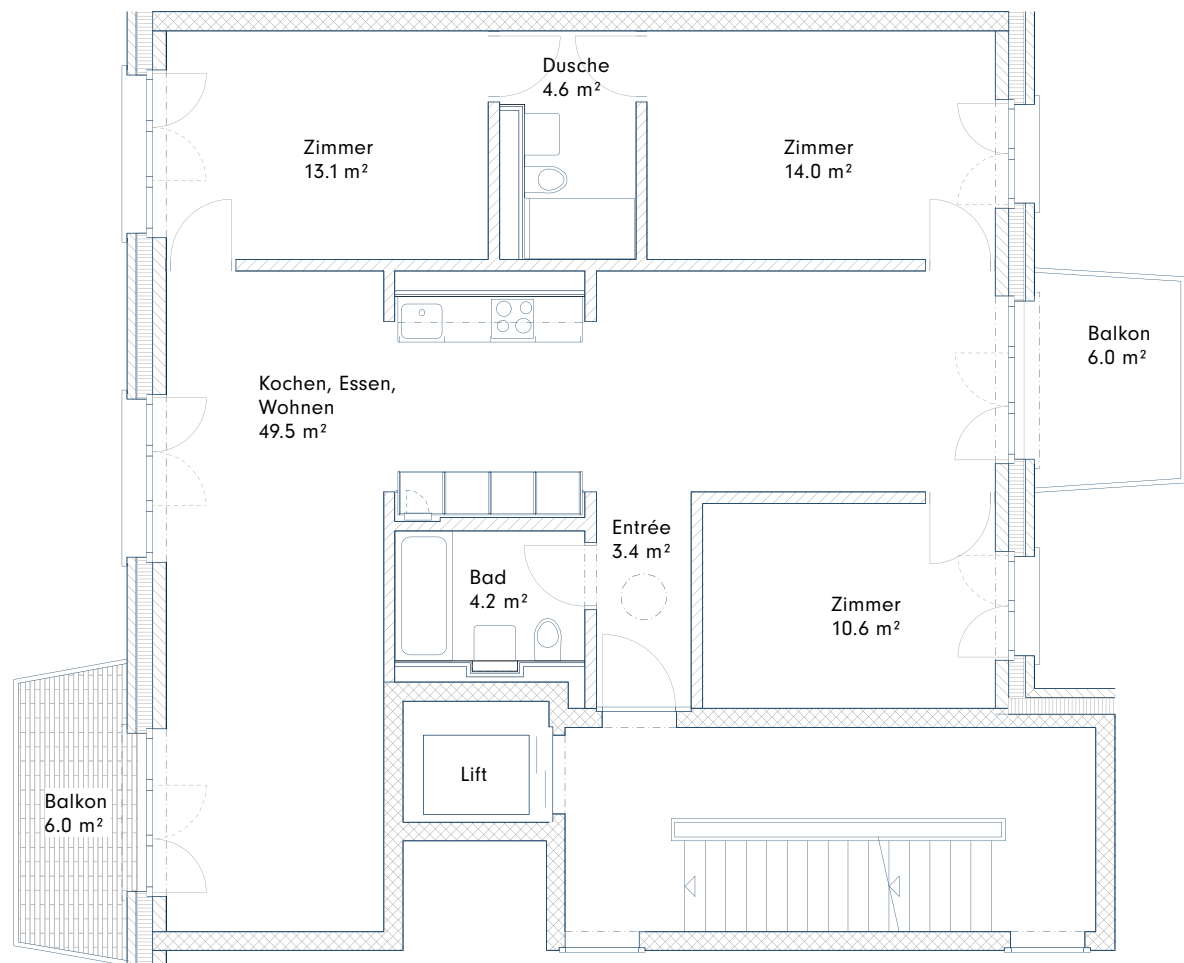 Dusche
4.6 m²
Zimmer
13.1 m²
Zimmer
14.0 m²
Balkon
6.0 m²
Kochen, Essen,
Wohnen
49.5 m²
Entrée
3.4 m²
Bad
4.2 m²
Zimmer
10.6 m²
Lift
Balkon
6.0 m²